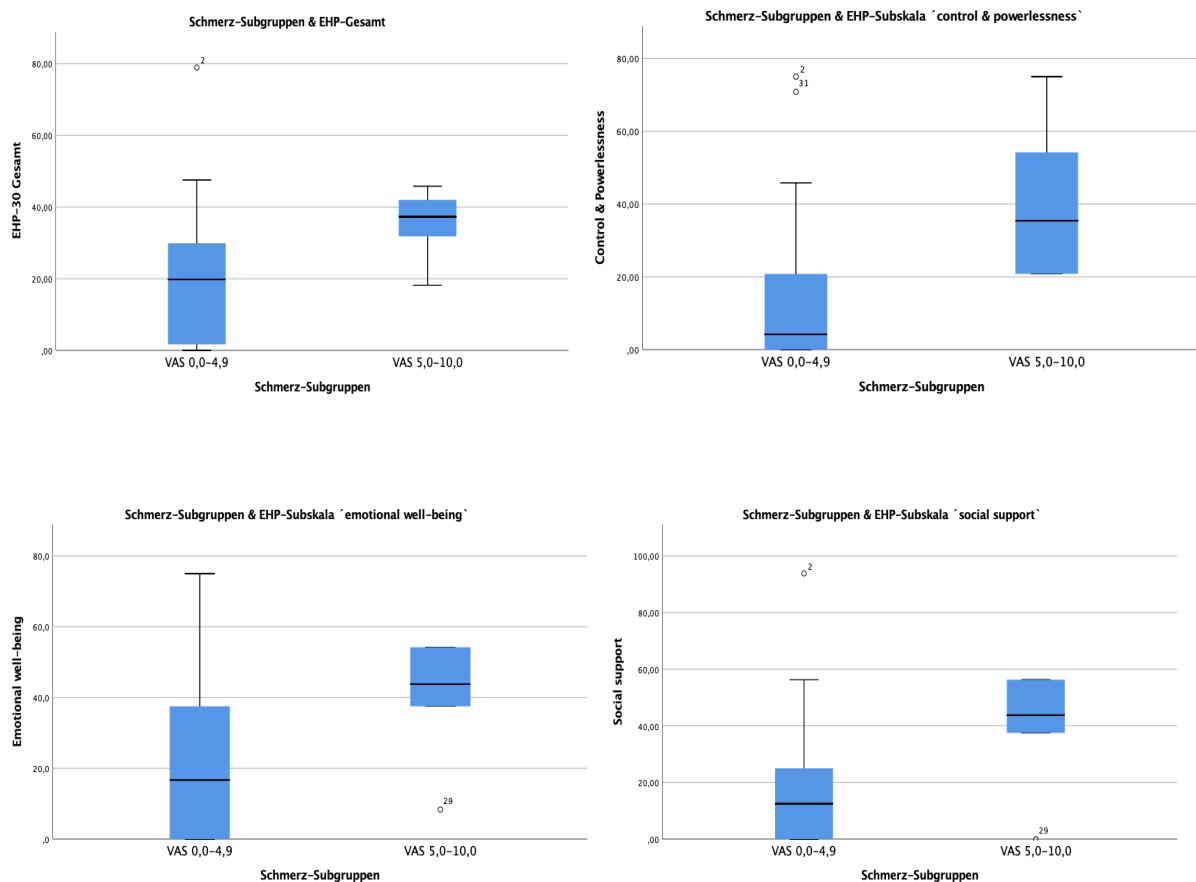 Schmerz-Subgruppen & EHP-Gesamt
80,00
60,00
40,00
20,00
,00
EHP-30 Gesamt
2
VAS 0,0-4,9
VAS 5,0-10,0
Schmerz-Subgruppen
Schmerz-Subgruppen & EHP-Subskala ´control & powerlessness`
80,00
60,00
40,00
20,00
,00
Control & Powerlessness
2
31
VAS 0,0-4,9
VAS 5,0-10,0
Schmerz-Subgruppen
Schmerz-Subgruppen & EHP-Subskala ´emotional well-being`
80,0
60,0
40,0
20,0
,0
Emotional well-being
29
VAS 0,0-4,9
VAS 5,0-10,0
Schmerz-Subgruppen
Schmerz-Subgruppen & EHP-Subskala ´social support`
100,00
80,00
60,00
40,00
20,00
,00
Social support
2
29
VAS 0,0-4,9
VAS 5,0-10,0
Schmerz-Subgruppen